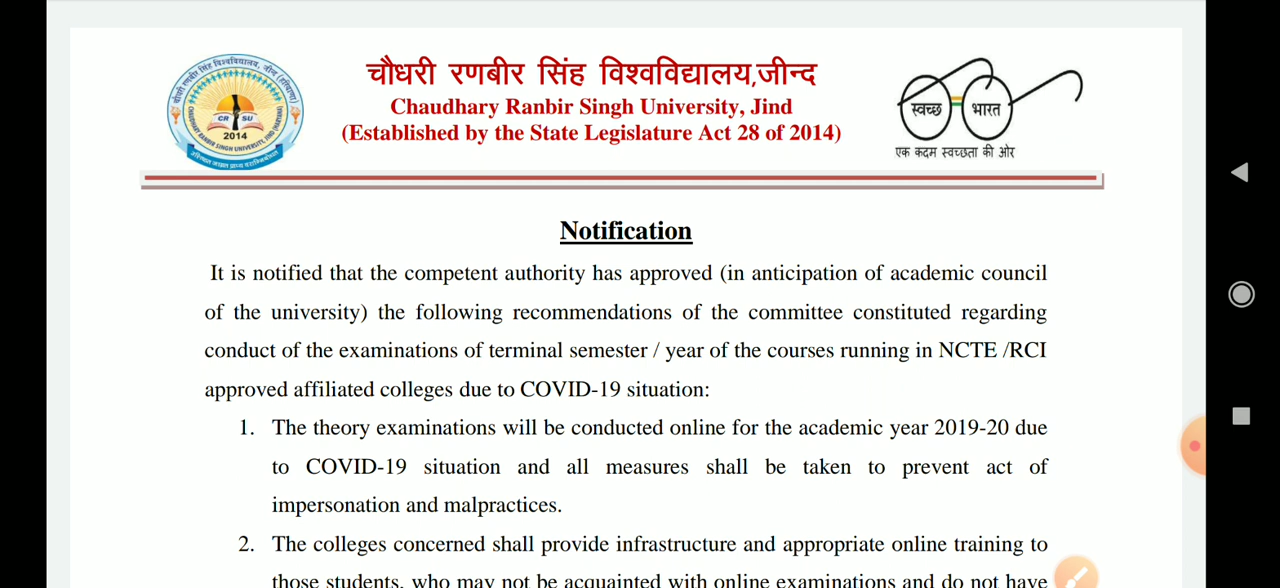 चौधरी रणबीर सिंह विश्वविद्यालय,जीन्द
Chaudhary Ranbir Singh University, Jind
(Established by the State Legislature Act 28 of 2014)
CR SU
2014
स्वच्छ भारत
एक कदम स्वच्छता की ओर
Notification
It is notified that the competent authority has approved (in anticipation of academic council
of the university) the following recommendations of the committee constituted regarding
conduct of the examinations of terminal semester / year of the courses running in NCTE /RCI
approved affiliated colleges due to COVID-19 situation:
1. The theory examinations will be conducted online for the academic year 2019-20 due
to COVID-19 situation and all measures shall be taken to prevent act of
impersonation and malpractices.
2. The colleges concerned shall provide infrastructure and appropriate online training to
those students, who may not be acquainted with online examinations and do not have